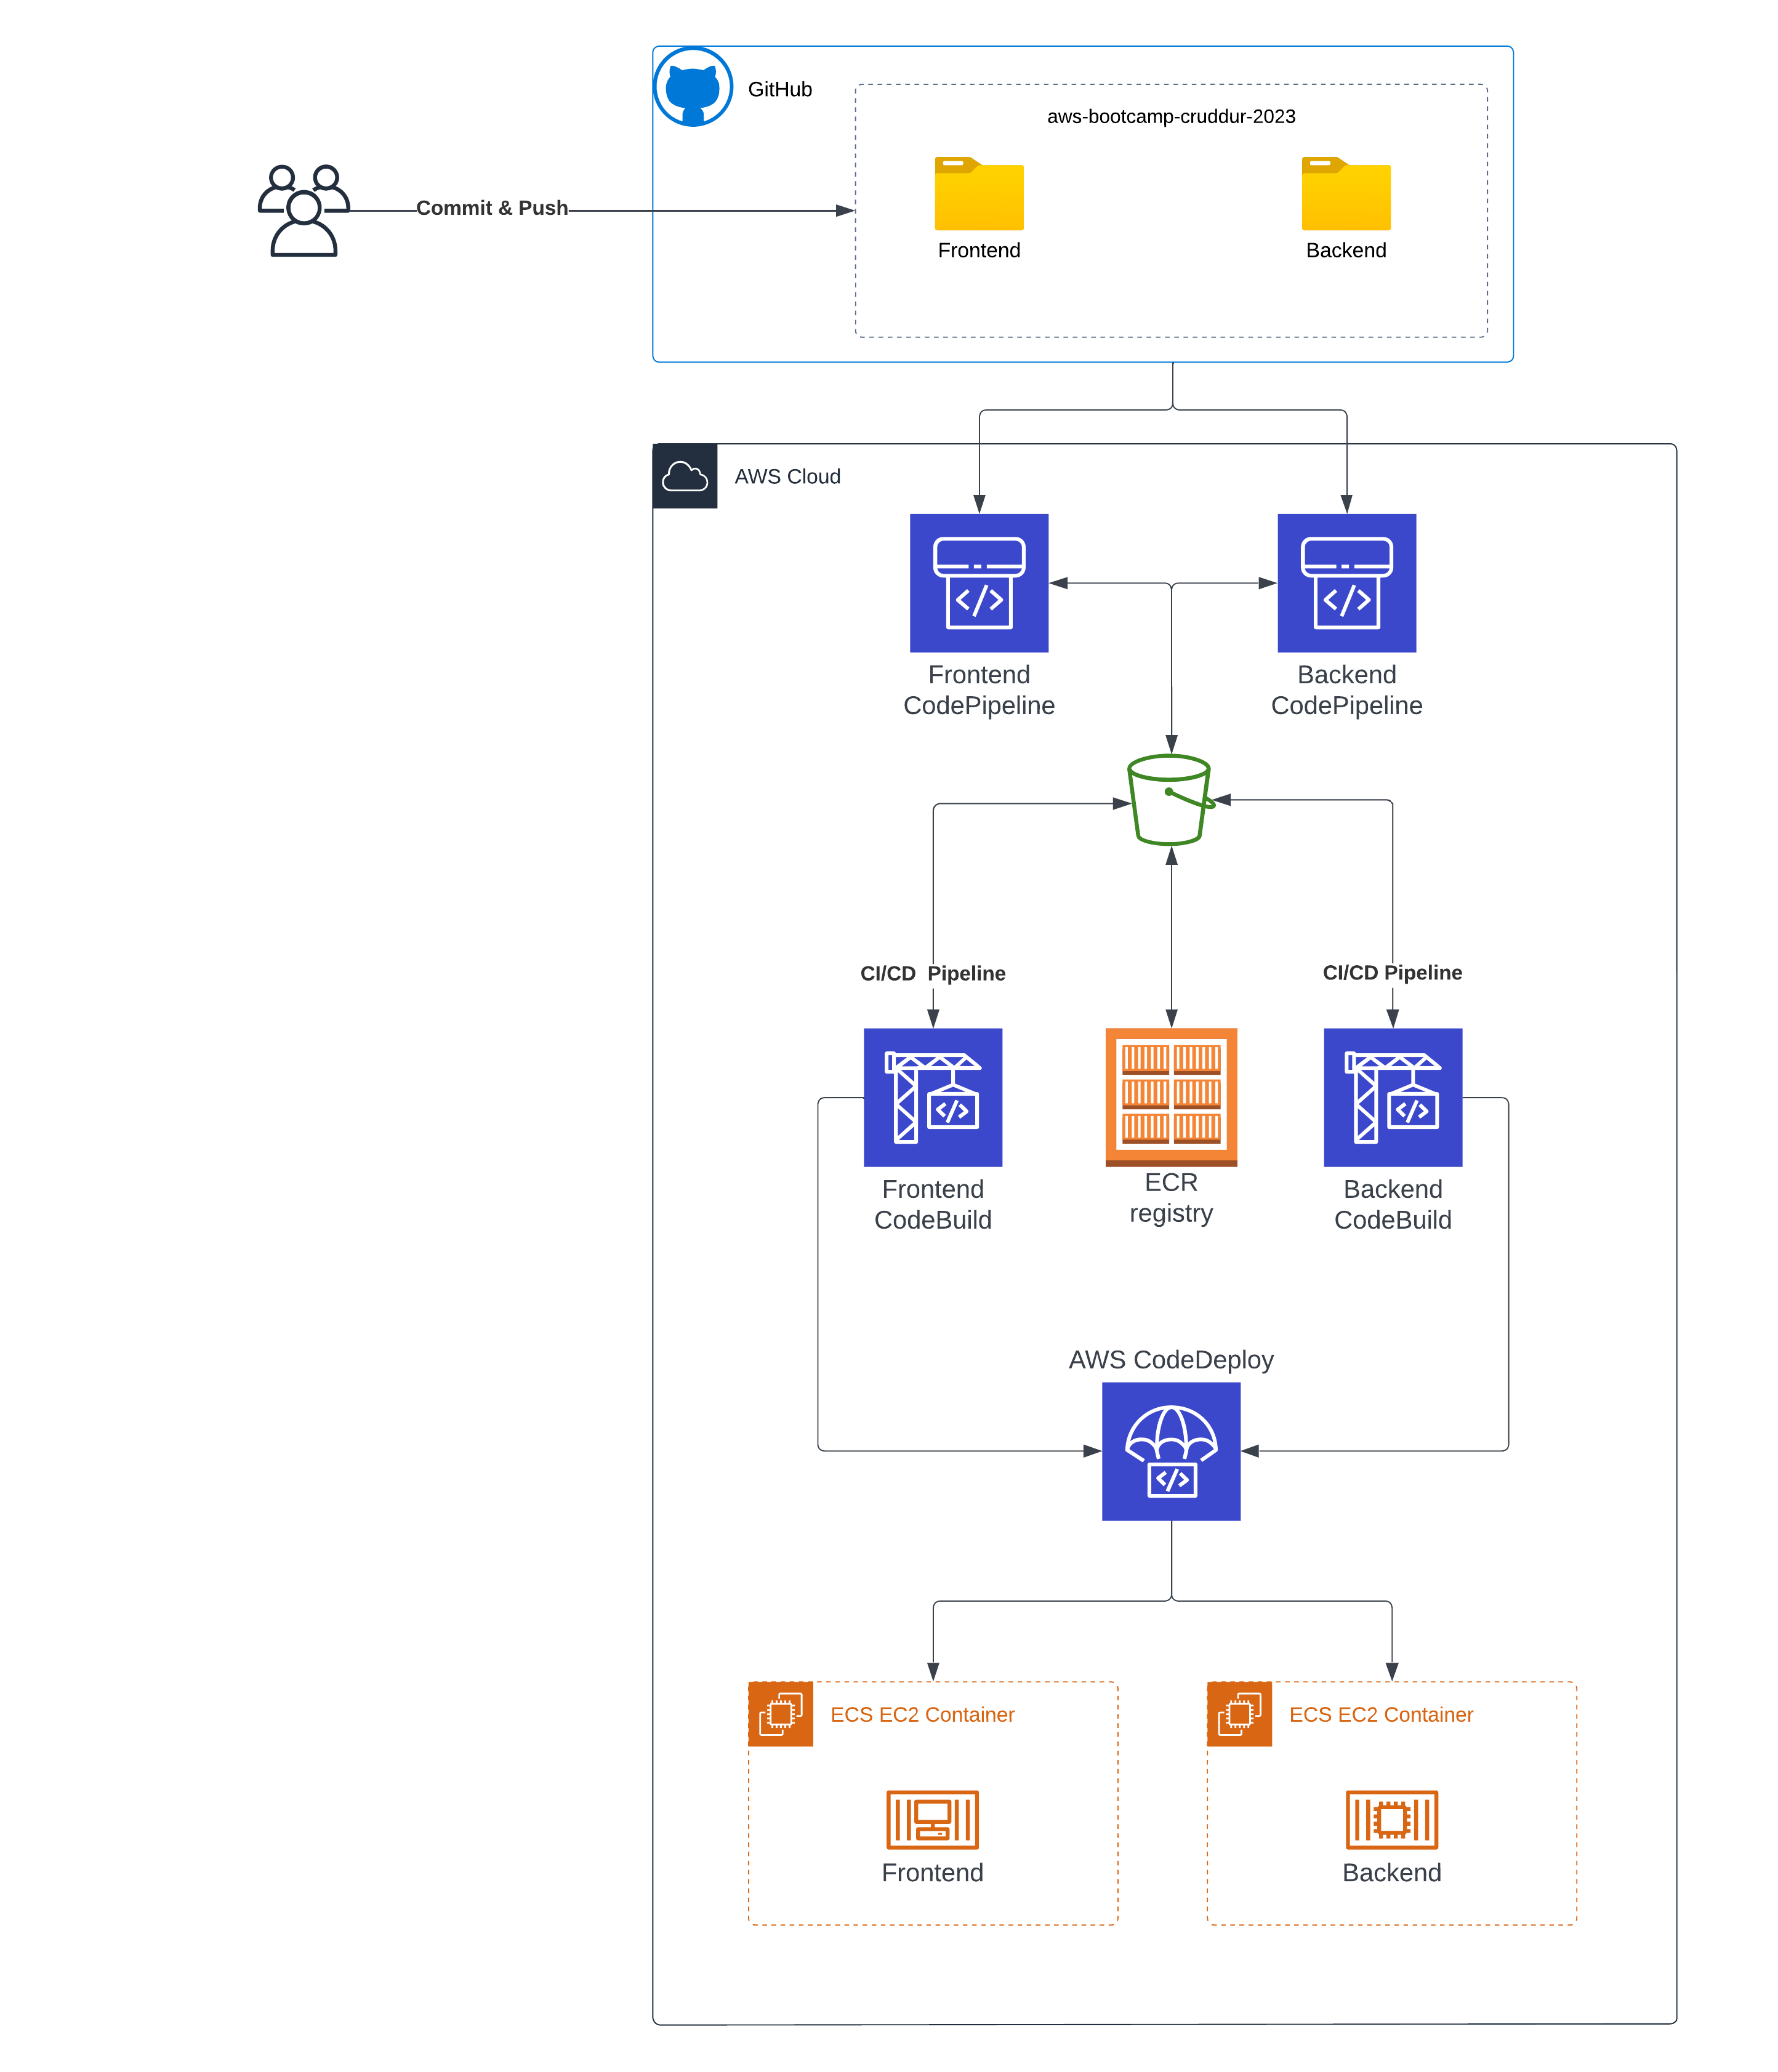 GitHub
aws-bootcamp-cruddur-2023
Commit & Push
Frontend
Backend
AWS Cloud
Frontend
CodePipeline
Backend
CodePipeline
CI/CD  Pipeline
CI/CD Pipeline
Frontend
CodeBuild
ECR
registry
Backend
CodeBuild
AWS CodeDeploy
ECS EC2 Container
ECS EC2 Container
Frontend
Backend